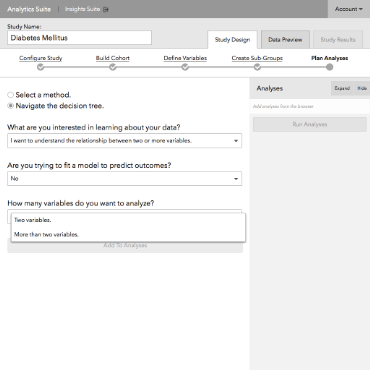 Analytics Suite | Insights Suite
Account
Study Name:
Diabetes Mellitus
Study Design
Data Preview
Study Results
Configure Study
Build Cohort
Define Variables
Create Sub-Groups
Plan Analyses
Select a method.
Navigate the decision tree.
What are you interested in learning about your data?
I want to understand the relationship between two or more variables.
Are you trying to fit a model to predict outcomes?
No
How many variables do you want to analyze?
Two variables.
More than two variables.
Add To Analyses
Analyses
Expand
Hide
Add analyses from the browser
Run Analyses